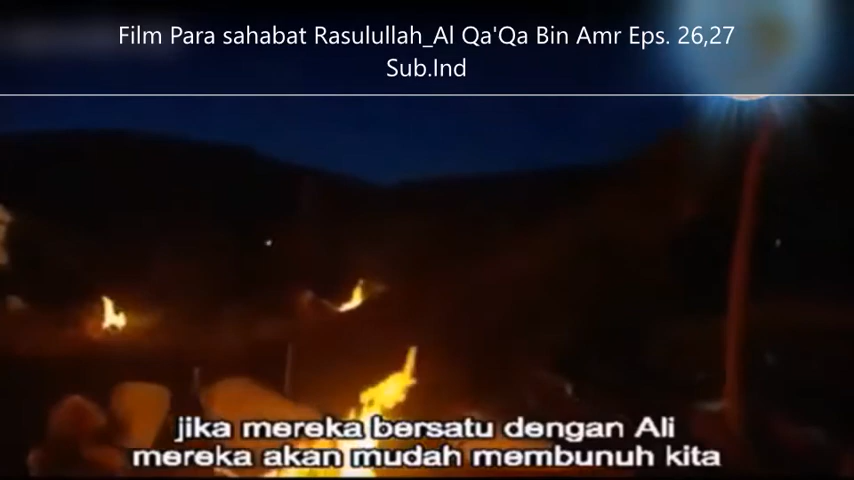 Film Para sahabat Rasulullah_Al Qa'Qa Bin Amr Eps. 26,27
Sub.Ind
jika mereka bersatu dengan Ali
mereka akan mudah membunuh kita